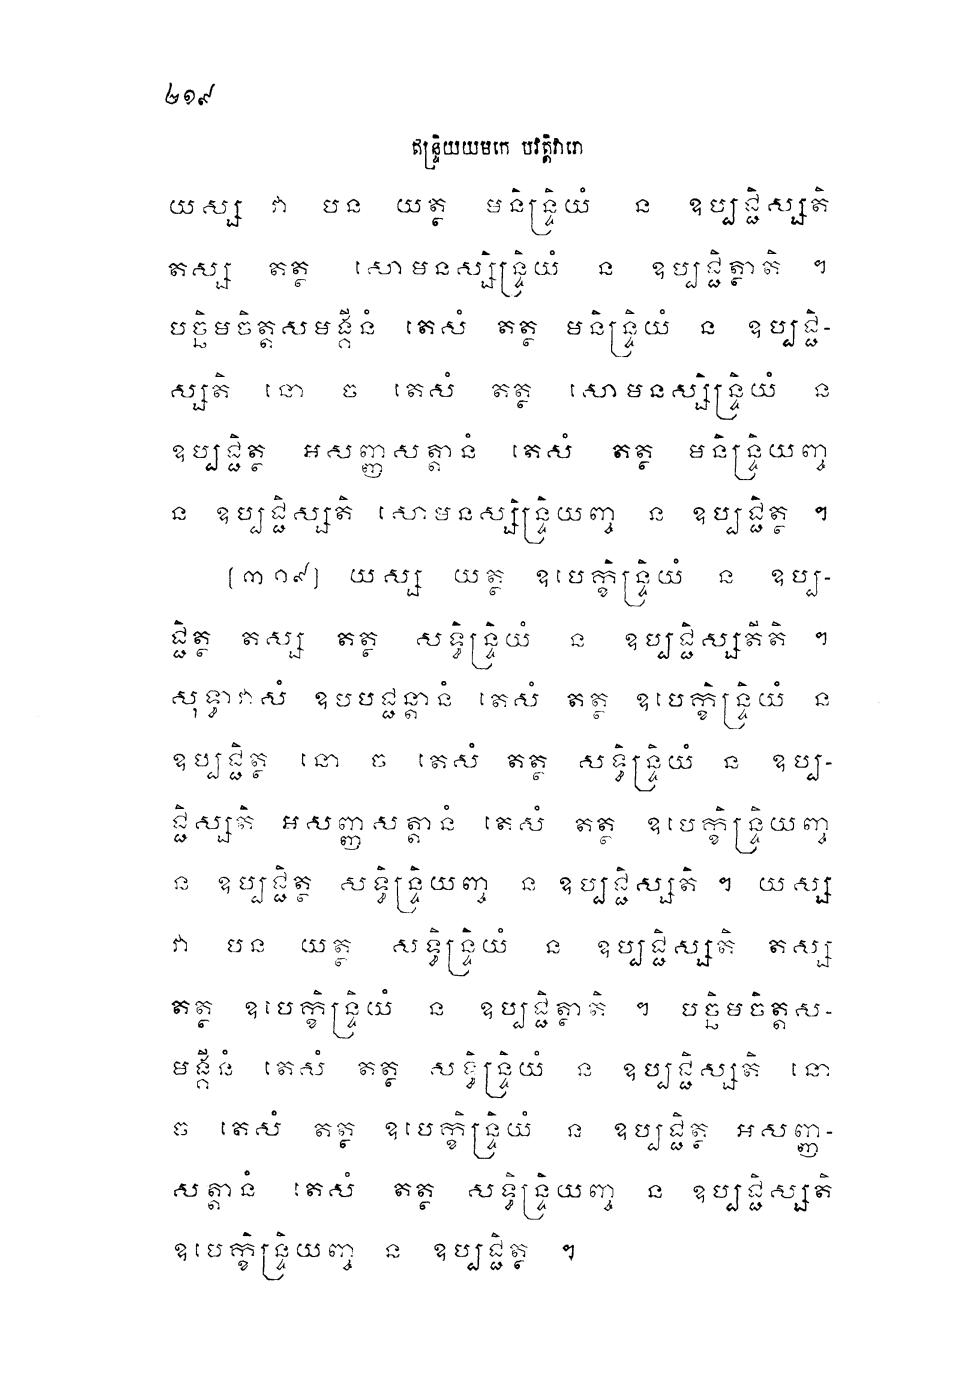 ២១៩
ឥន្ទ្រិយយមកេ បវត្តិវារោ
យស្ស វា បន យត្ថ មនិន្ទ្រិយំ ន ឧប្បជ្ជិស្សតិ
តស្ស តត្ថ សោមនស្សិន្ទ្រិយំ ន ឧប្បជ្ជិត្ថាតិ ។
បច្ឆិមចិត្តសមង្គីនំ តេសំ តត្ថ មនិន្ទ្រិយំ ន ឧប្បជ្ជិ-
ស្សតិ នោ ច តេសំ តត្ថ សោមនស្សិន្ទ្រិយំ ន
ឧប្បជ្ជិត្ថ អសញ្ញសត្តានំ តេសំ តត្ថ មនិន្ទ្រិយញ្ច
ន ឧប្បជ្ជិស្សតិ សោមនស្សិន្ទ្រិយញ្ច ន ឧប្បជ្ជិត្ថ ។
[៣១៩] យស្ស យត្ថ ឧបេក្ខិន្ទ្រិយំ ន ឧប្ប-
ជ្ជិត្ថ តស្ស តត្ថ សទ្ធិន្ទ្រិយំ ន ឧប្បជ្ជិស្សតីតិ ។
សុទ្ធាវាសំ ឧបបជ្ជន្តានំ តេសំ តត្ថ ឧបេក្ខិន្ទ្រិយំ ន
ឧប្បជ្ជិត្ថ នោ ច តេសំ តត្ថ សទ្ធិន្ទ្រិយំ ន ឧប្ប-
ជ្ជិស្សតិ អសញ្ញសត្តានំ តេសំ តត្ថ ឧបេក្ខិន្ទ្រិយញ្ច
ន ឧប្បជ្ជិត្ថ សទ្ធិន្ទ្រិយញ្ច ន ឧប្បជ្ជិស្សតិ ។ យស្ស
វា បន យត្ថ សទ្ធិន្ទ្រិយំ ន ឧប្បជ្ជិស្សតិ តស្ស
តត្ថ ឧបេក្ខិន្ទ្រិយំ ន ឧប្បជ្ជិត្ថាតិ ។ បច្ឆិមចិត្តស-
មង្គីនំ តេសំ តត្ថ សទ្ធិន្ទ្រិយំ ន ឧប្បជ្ជិស្សតិ នោ
ច តេសំ តត្ថ ឧបេក្ខិន្ទ្រិយំ ន ឧប្បជ្ជិត្ថ អសញ្ញ-
សត្តានំ តេសំ តត្ថ សទ្ធិន្ទ្រិយញ្ច ន ឧប្បជ្ជិស្សតិ
ឧបេក្ខិន្ទ្រិយញ្ច ន ឧប្បជ្ជិត្ថ ។